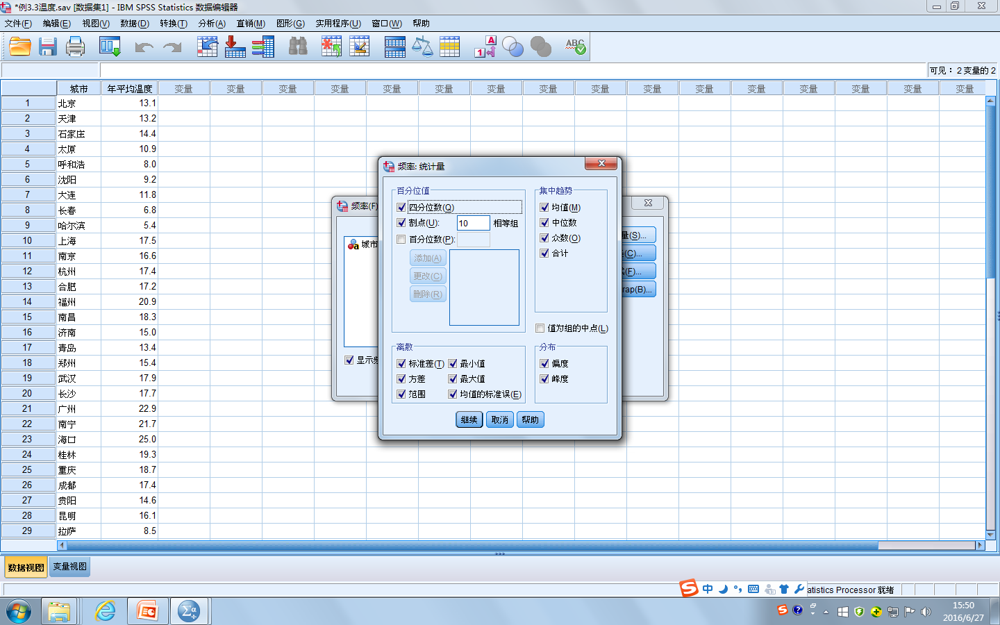 *例3.3温度.sav [数据集1] - IBM SPSS Statistics 数据编辑器
文件(F) 编辑(E) 视图(V) 数据(D) 转换(T) 分析(A) 直销(M) 图形(G) 实用程序(U) 窗口(W) 帮助
A
1
ABC
可见： 2 变量的 2
城市 年平均温度 变量 变量 变量 变量 变量 变量 变量 变量 变量 变量 变量 变量 变量 变量 变量 变量
1 北京 13.1
2 天津 13.2
3 石家庄 14.4
4 太原 10.9
5 呼和浩 8.0
6 沈阳 9.2
7 大连 11.8
8 长春 6.8
9 哈尔滨 5.4
10 上海 17.5
11 南京 16.6
12 杭州 17.4
13 合肥 17.2
14 福州 20.9
15 南昌 18.3
16 济南 15.0
17 青岛 13.4
18 郑州 15.4
19 武汉 17.9
20 长沙 17.7
21 广州 22.9
22 南宁 21.7
23 海口 25.0
24 桂林 19.3
25 重庆 18.7
26 成都 17.4
27 贵阳 14.6
28 昆明 16.1
29 拉萨 8.5
频率(F)
a 城市
显示频
量(S)...
(C)...
(F)...
rap(B)...
频率: 统计量
百分位值
四分位数(Q)
割点(U): 10 相等组
百分位数(P):
添加(A)
更改(C)
删除(R)
集中趋势
均值(M)
中位数
众数(O)
合计
值为组的中点(L)
离散
标准差(T) 最小值
方差 最大值
范围 均值的标准误(E)
分布
偏度
峰度
继续 取消 帮助
数据视图 变量视图
S 中
atistics Processor 就绪
15:50
2016/6/27